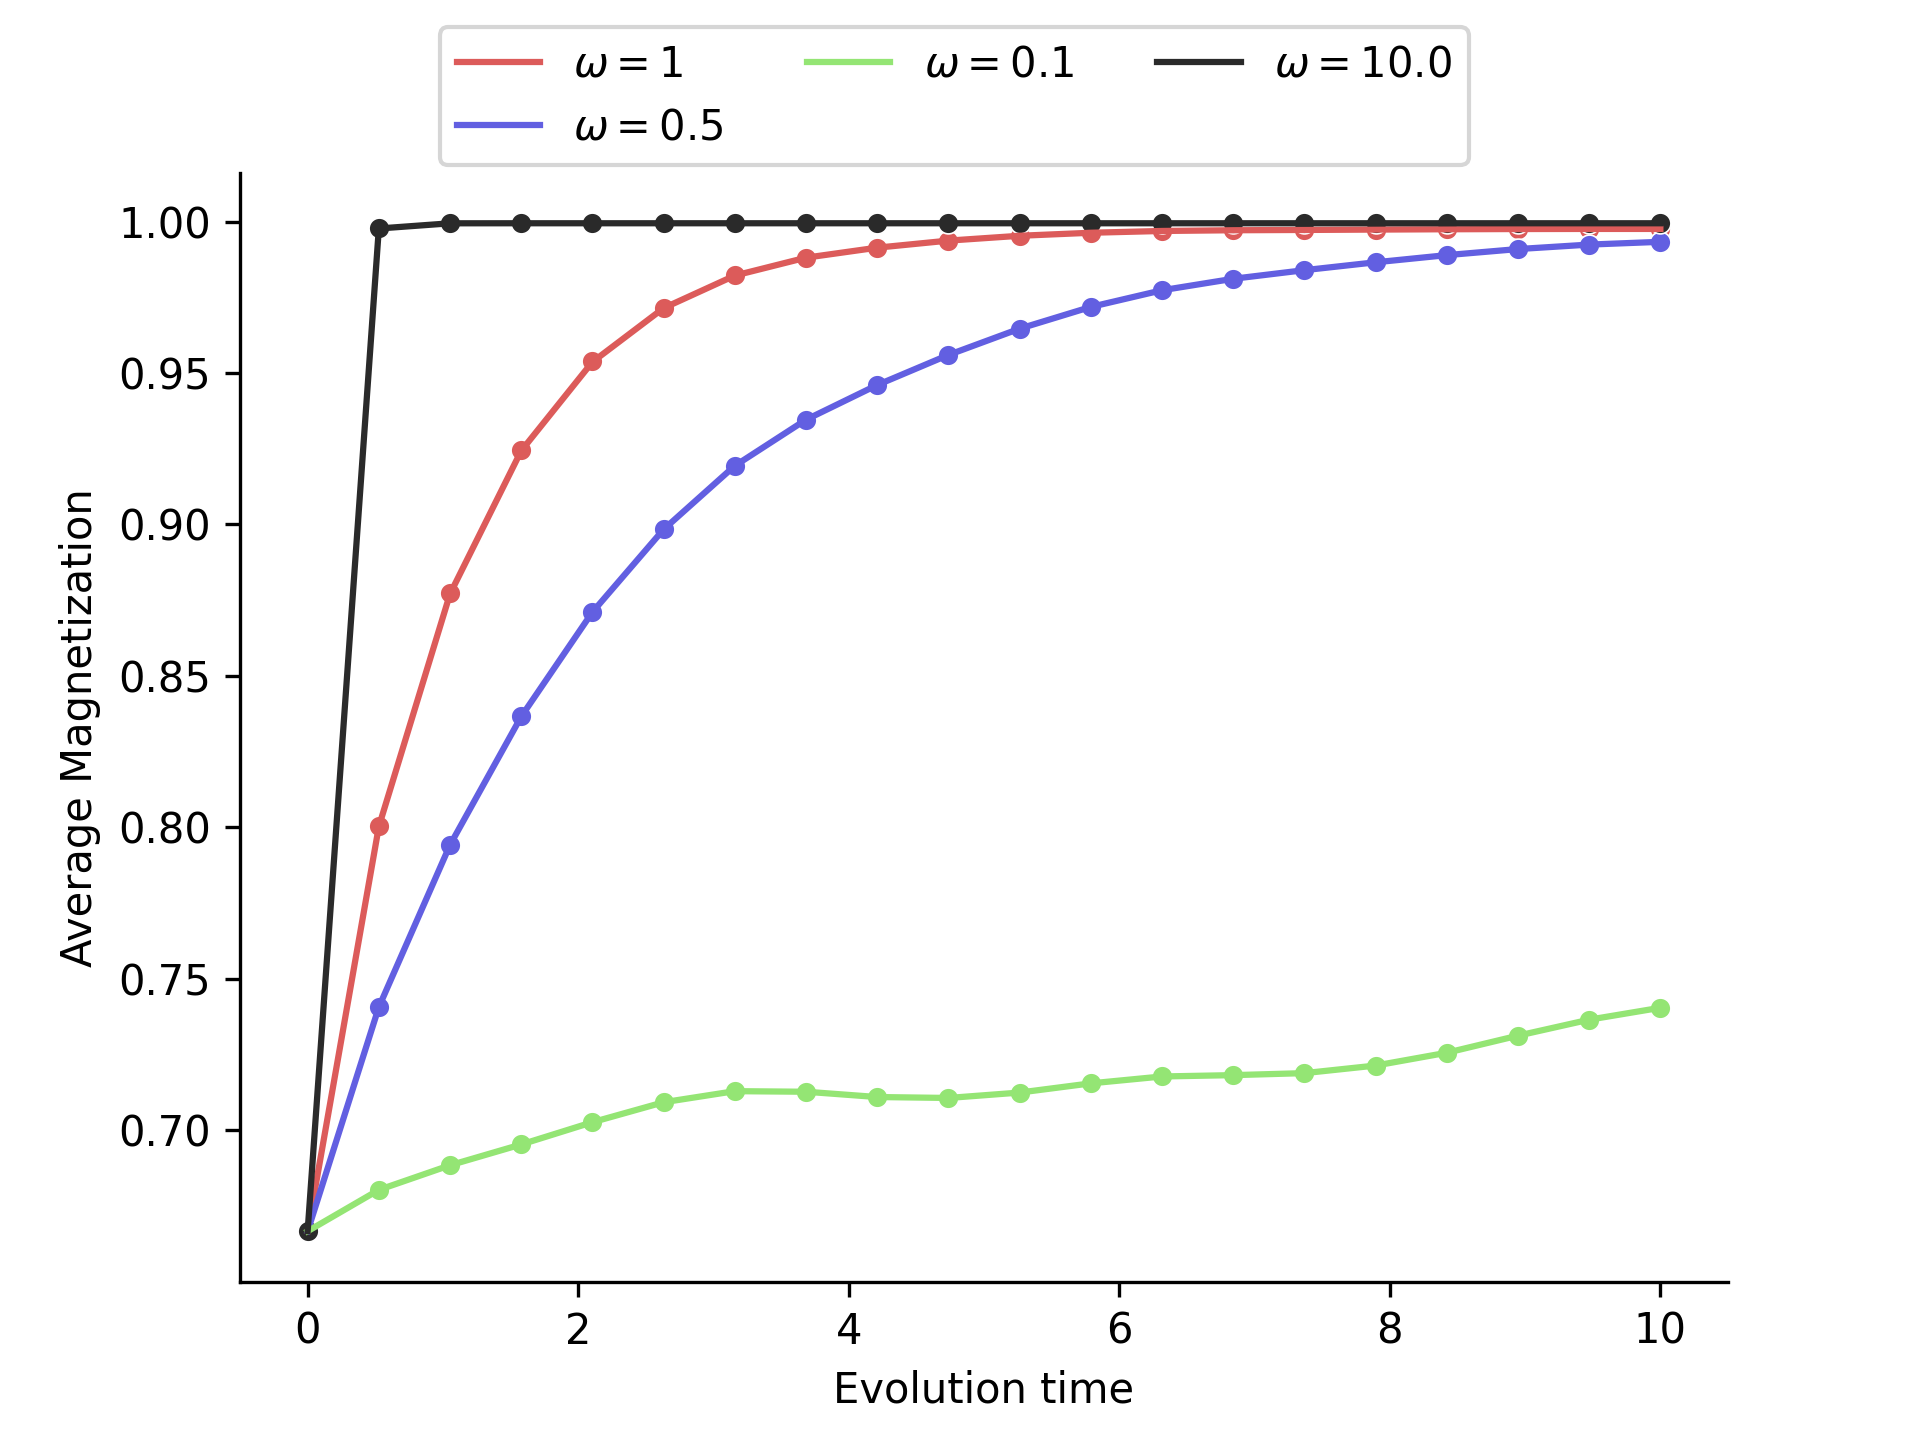 ω = 1 ω = 0.1 ω = 10.0
ω = 0.5
1.00
0.95
0.90
0.85
0.80
0.75
0.70
Average Magnetization
0 2 4 6 8 10
Evolution time